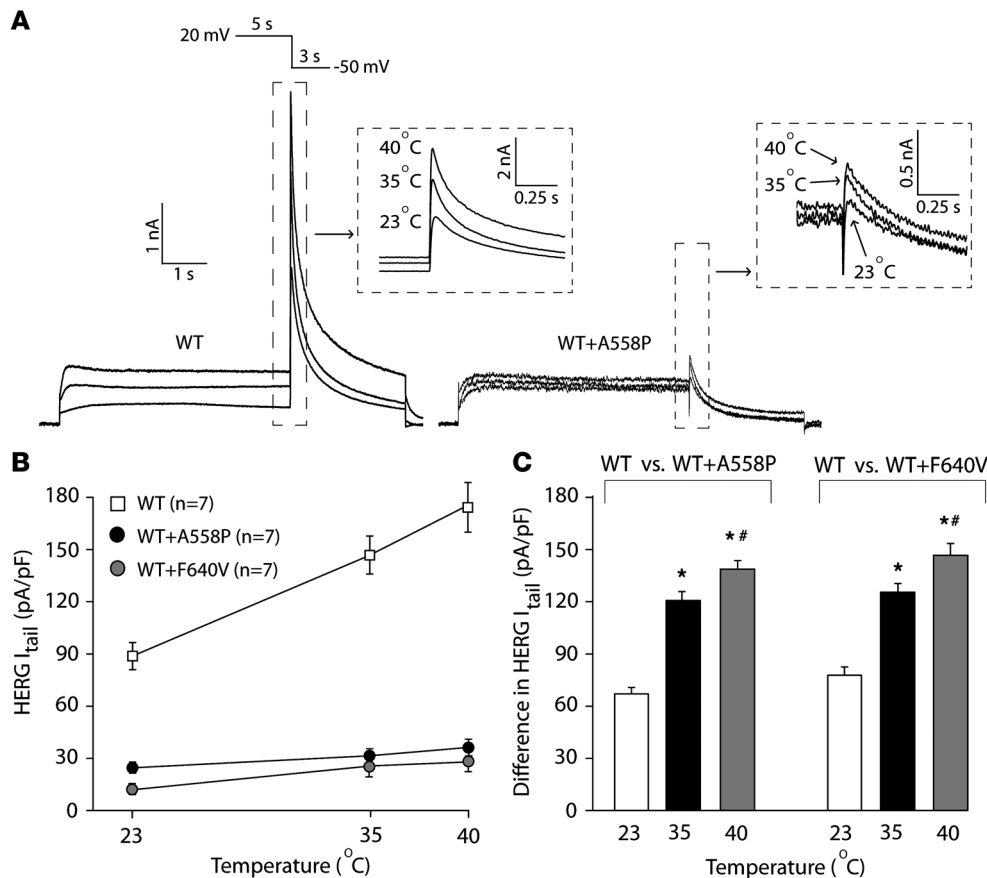 A
5 s
20 mV
3 s
-50 mV
1 nA
1 s
WT
40 °C
35 °C
23 °C
2 nA
0.25 s
WT+A558P
40 °C
35 °C
23 °C
0.5 nA
0.25 s
B
HERG Itail (pA/pF)
180
150
120
90
60
30
0
WT (n=7)
WT+A558P (n=7)
WT+F640V (n=7)
23
35
40
Temperature (°C)
C
WT vs. WT+A558P
WT vs. WT+F640V
Difference in HERG Itail (pA/pF)
180
150
120
90
60
30
0
*
*#
*
*#
23
35
40
23
35
40
Temperature (°C)